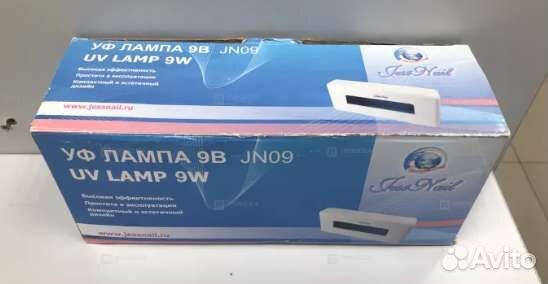 УФ ЛАМПА 9В JN09
UV LAMP 9W
Высокая эффективность
Простота в эксплуатации
Компактный и эстетичный
дизайн
www.jessnail.ru
JessNail
УФ ЛАМПА 9В JN09
UV LAMP 9W
Высокая эффективность
Простота в эксплуатации
Компактный и эстетичный
дизайн
www.jessnail.ru
JessNail
Avito